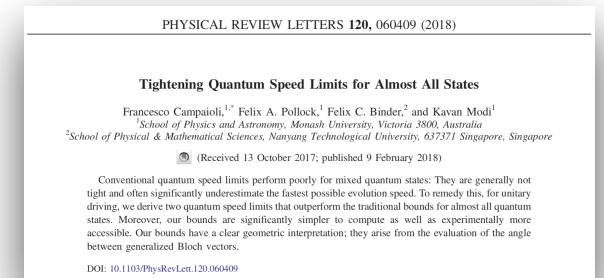 PHYSICAL REVIEW LETTERS 120, 060409 (2018)
Tightening Quantum Speed Limits for Almost All States
Francesco Campaioli,1,* Felix A. Pollock,1 Felix C. Binder,2 and Kavan Modi1
1School of Physics and Astronomy, Monash University, Victoria 3800, Australia
2School of Physical & Mathematical Sciences, Nanyang Technological University, 637371 Singapore, Singapore
(Received 13 October 2017; published 9 February 2018)
Conventional quantum speed limits perform poorly for mixed quantum states: They are generally not
tight and often significantly underestimate the fastest possible evolution speed. To remedy this, for unitary
driving, we derive two quantum speed limits that outperform the traditional bounds for almost all quantum
states. Moreover, our bounds are significantly simpler to compute as well as experimentally more
accessible. Our bounds have a clear geometric interpretation; they arise from the evaluation of the angle
between generalized Bloch vectors.
DOI: 10.1103/PhysRevLett.120.060409